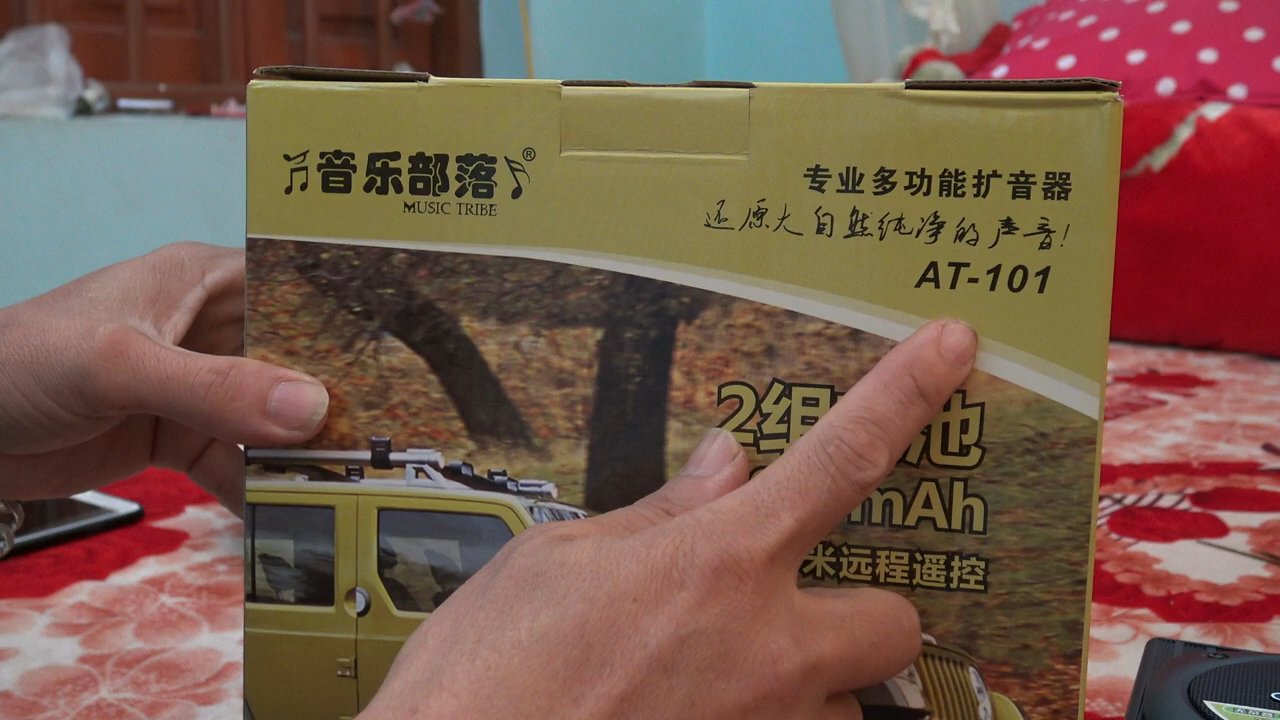 音乐部落®
MUSIC TRIBE
专业多功能扩音器
还原大自然纯净的声音!
AT-101
2组 池
mAh
米远程遥控